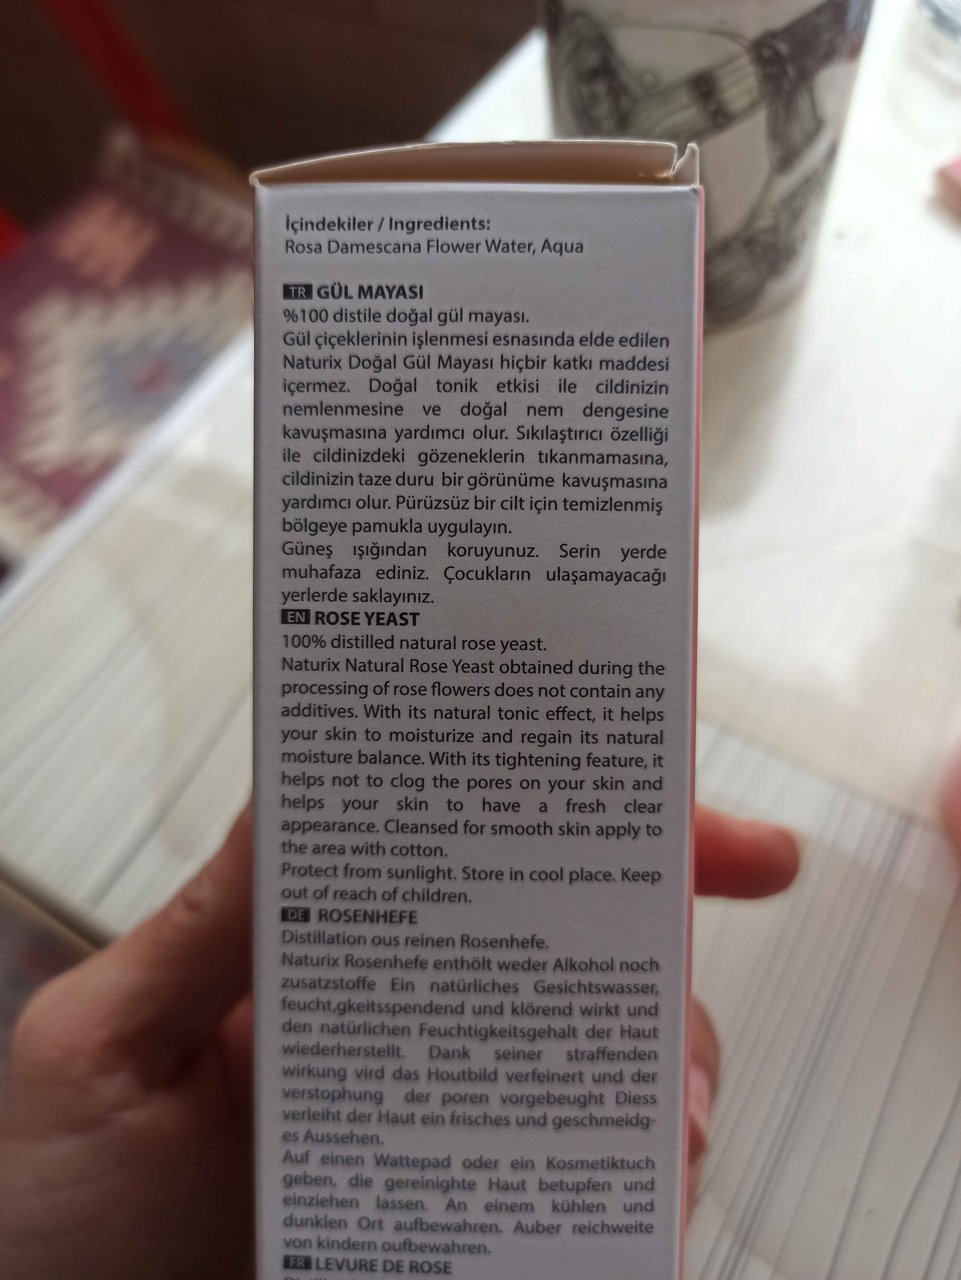 İçindekiler / Ingredients:
Rosa Damescana Flower Water, Aqua
TR GÜL MAYASI
%100 distile doğal gül mayası.
Gül çiçeklerinin işlenmesi esnasında elde edilen
Naturix Doğal Gül Mayası hiçbir katkı maddesi
içermez. Doğal tonik etkisi ile cildinizin
nemlenmesine ve doğal nem dengesine
kavuşmasına yardımcı olur. Sıkılaştırıcı özelliği
ile cildinizdeki gözeneklerin tıkanmamasına,
cildinizin taze duru bir görünüme kavuşmasına
yardımcı olur. Pürüzsüz bir cilt için temizlenmiş
bölgeye pamukla uygulayın.
Güneş ışığından koruyunuz. Serin yerde
muhafaza ediniz. Çocukların ulaşamayacağı
yerlerde saklayınız.
EN ROSE YEAST
100% distilled natural rose yeast.
Naturix Natural Rose Yeast obtained during the
processing of rose flowers does not contain any
additives. With its natural tonic effect, it helps
your skin to moisturize and regain its natural
moisture balance. With its tightening feature, it
helps not to clog the pores on your skin and
helps your skin to have a fresh clear
appearance. Cleansed for smooth skin apply to
the area with cotton.
Protect from sunlight. Store in cool place. Keep
out of reach of children.
DE ROSENHEFE
Distillation ous reinen Rosenhefe.
Naturix Rosenhefe enthölt weder Alkohol noch
zusatzstoffe Ein natürliches Gesichtswasser,
feucht,gkeitsspendend und klörend wirkt und
den natürlichen Feuchtigkeitsgehalt der Haut
wiederherstellt. Dank seiner straffenden
wirkung vird das Houtbild verfeinert und der
verstophung der poren vorgebeught Diess
verleiht der Haut ein frisches und geschmeidg-
es Aussehen.
Auf einen Wattepad oder ein Kosmetiktuch
geben, die gereinighte Haut betupfen und
einziehen lassen. An einem kühlen und
dunklen Ort aufbewahren. Auber reichweite
von kindern oufbewahren.
FR LEVURE DE ROSE